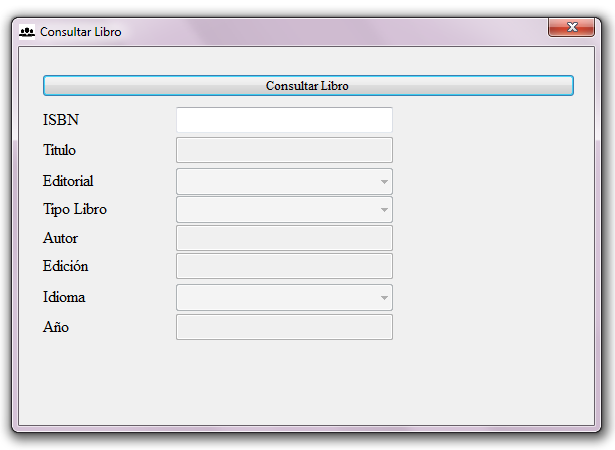 Consultar Libro
Consultar Libro
ISBN
Titulo
Editorial
Tipo Libro
Autor
Edición
Idioma
Año